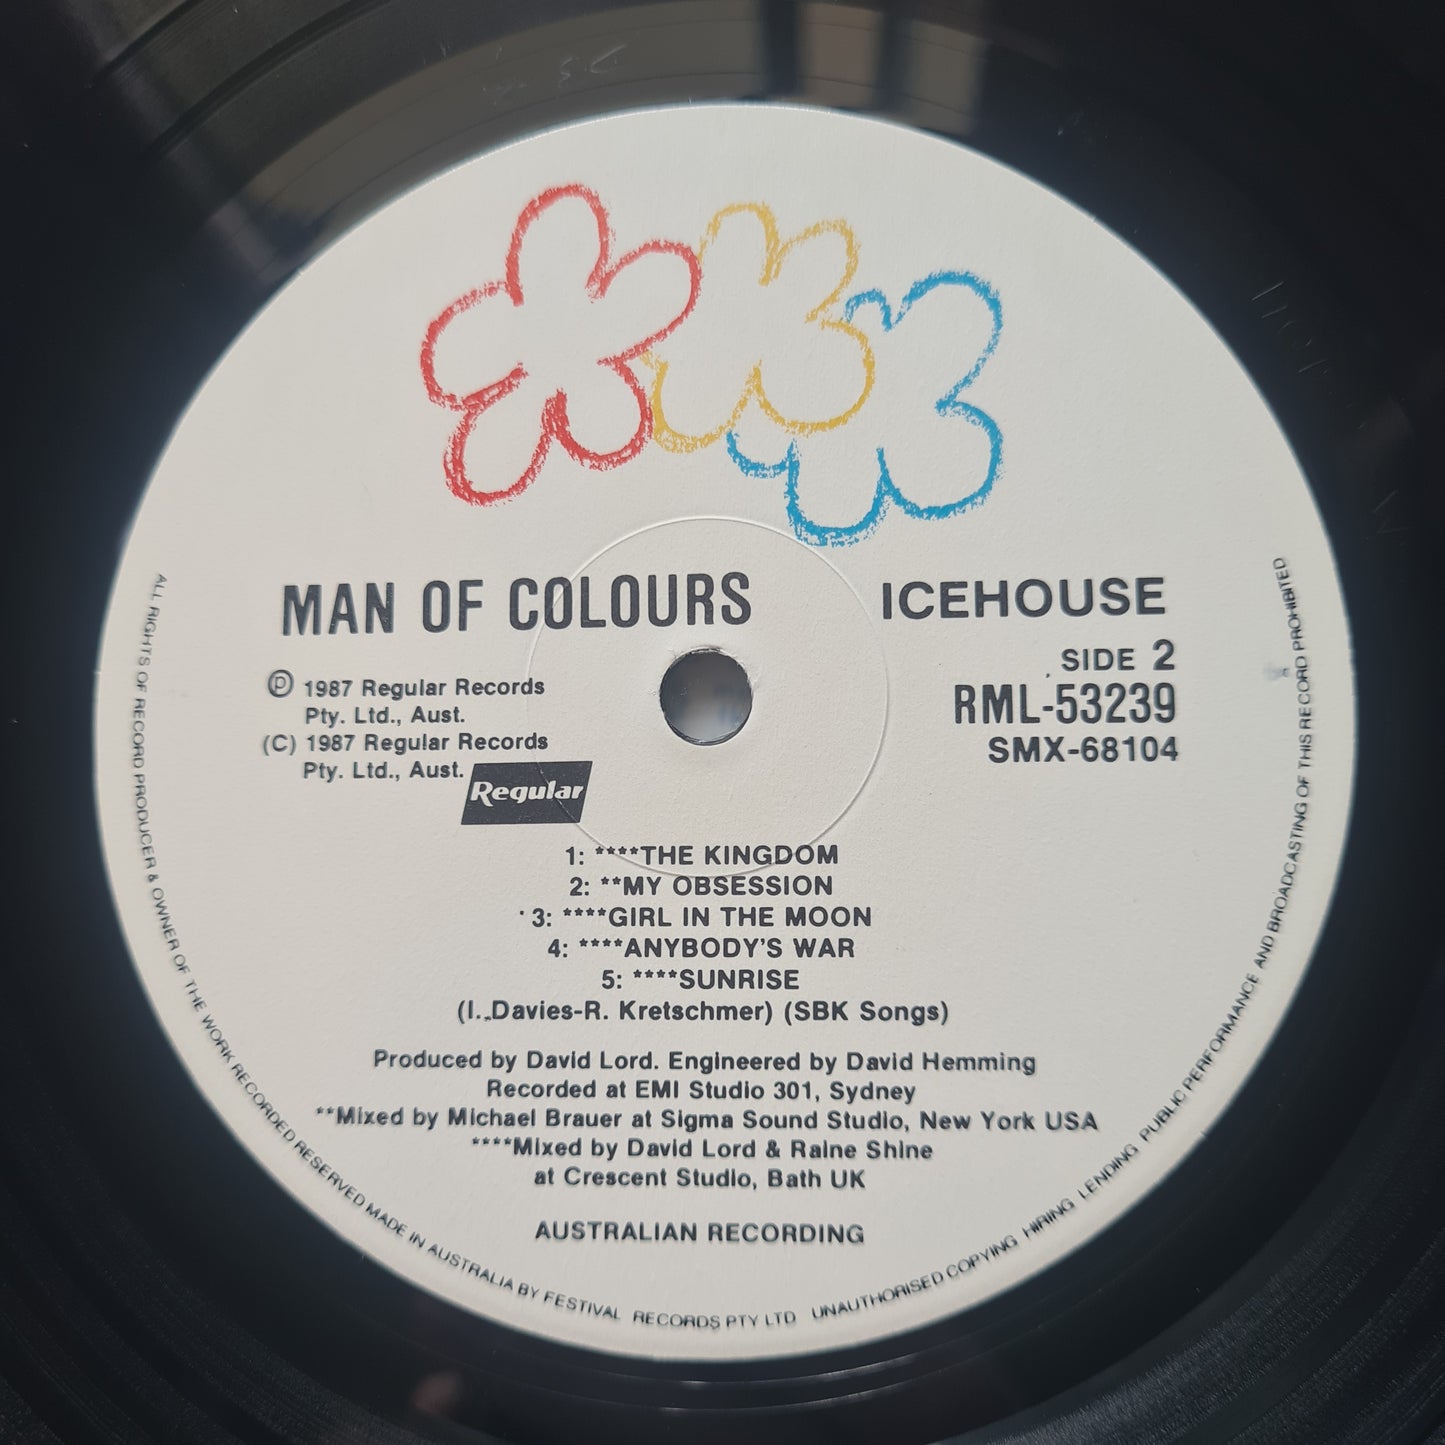 MAN OF COLOURS
ICEHOUSE
SIDE 2
RML-53239
SMX-68104
Ⓟ 1987 Regular Records
Pty. Ltd., Aust.
(C) 1987 Regular Records
Pty. Ltd., Aust.
Regular
1: ****THE KINGDOM
2: **MY OBSESSION
3: ****GIRL IN THE MOON
4: ****ANYBODY'S WAR
5: ****SUNRISE
(I. Davies-R. Kretschmer) (SBK Songs)
Produced by David Lord. Engineered by David Hemming
Recorded at EMI Studio 301, Sydney
**Mixed by Michael Brauer at Sigma Sound Studio, New York USA
****Mixed by David Lord & Raine Shine
at Crescent Studio, Bath UK
AUSTRALIAN RECORDING
ALL RIGHTS OF RECORD PRODUCER & OWNER OF THE WORK RECORDED RESERVED MADE IN AUSTRALIA BY FESTIVAL RECORDS PTY LTD UNAUTHORISED COPYING HIRING LENDING PUBLIC PERFORMANCE AND BROADCASTING OF THIS RECORD PROHIBITED